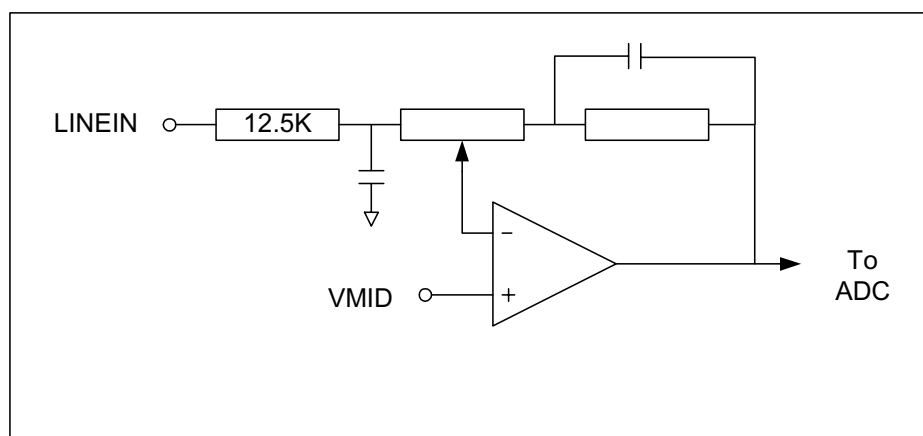 LINEIN
12.5K
−
+
VMID
To
ADC